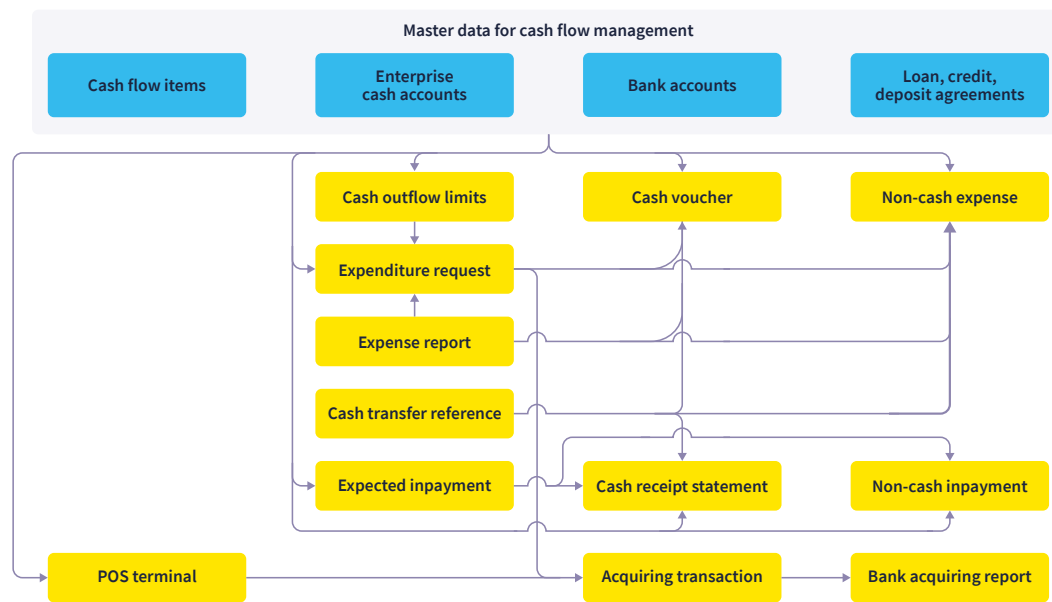 Master data for cash flow management
Cash flow items
Enterprise
cash accounts
Bank accounts
Loan, credit,
deposit agreements
Cash outflow limits
Cash voucher
Non-cash expense
Expenditure request
Expense report
Cash transfer reference
Expected inpayment
Cash receipt statement
Non-cash inpayment
POS terminal
Acquiring transaction
Bank acquiring report